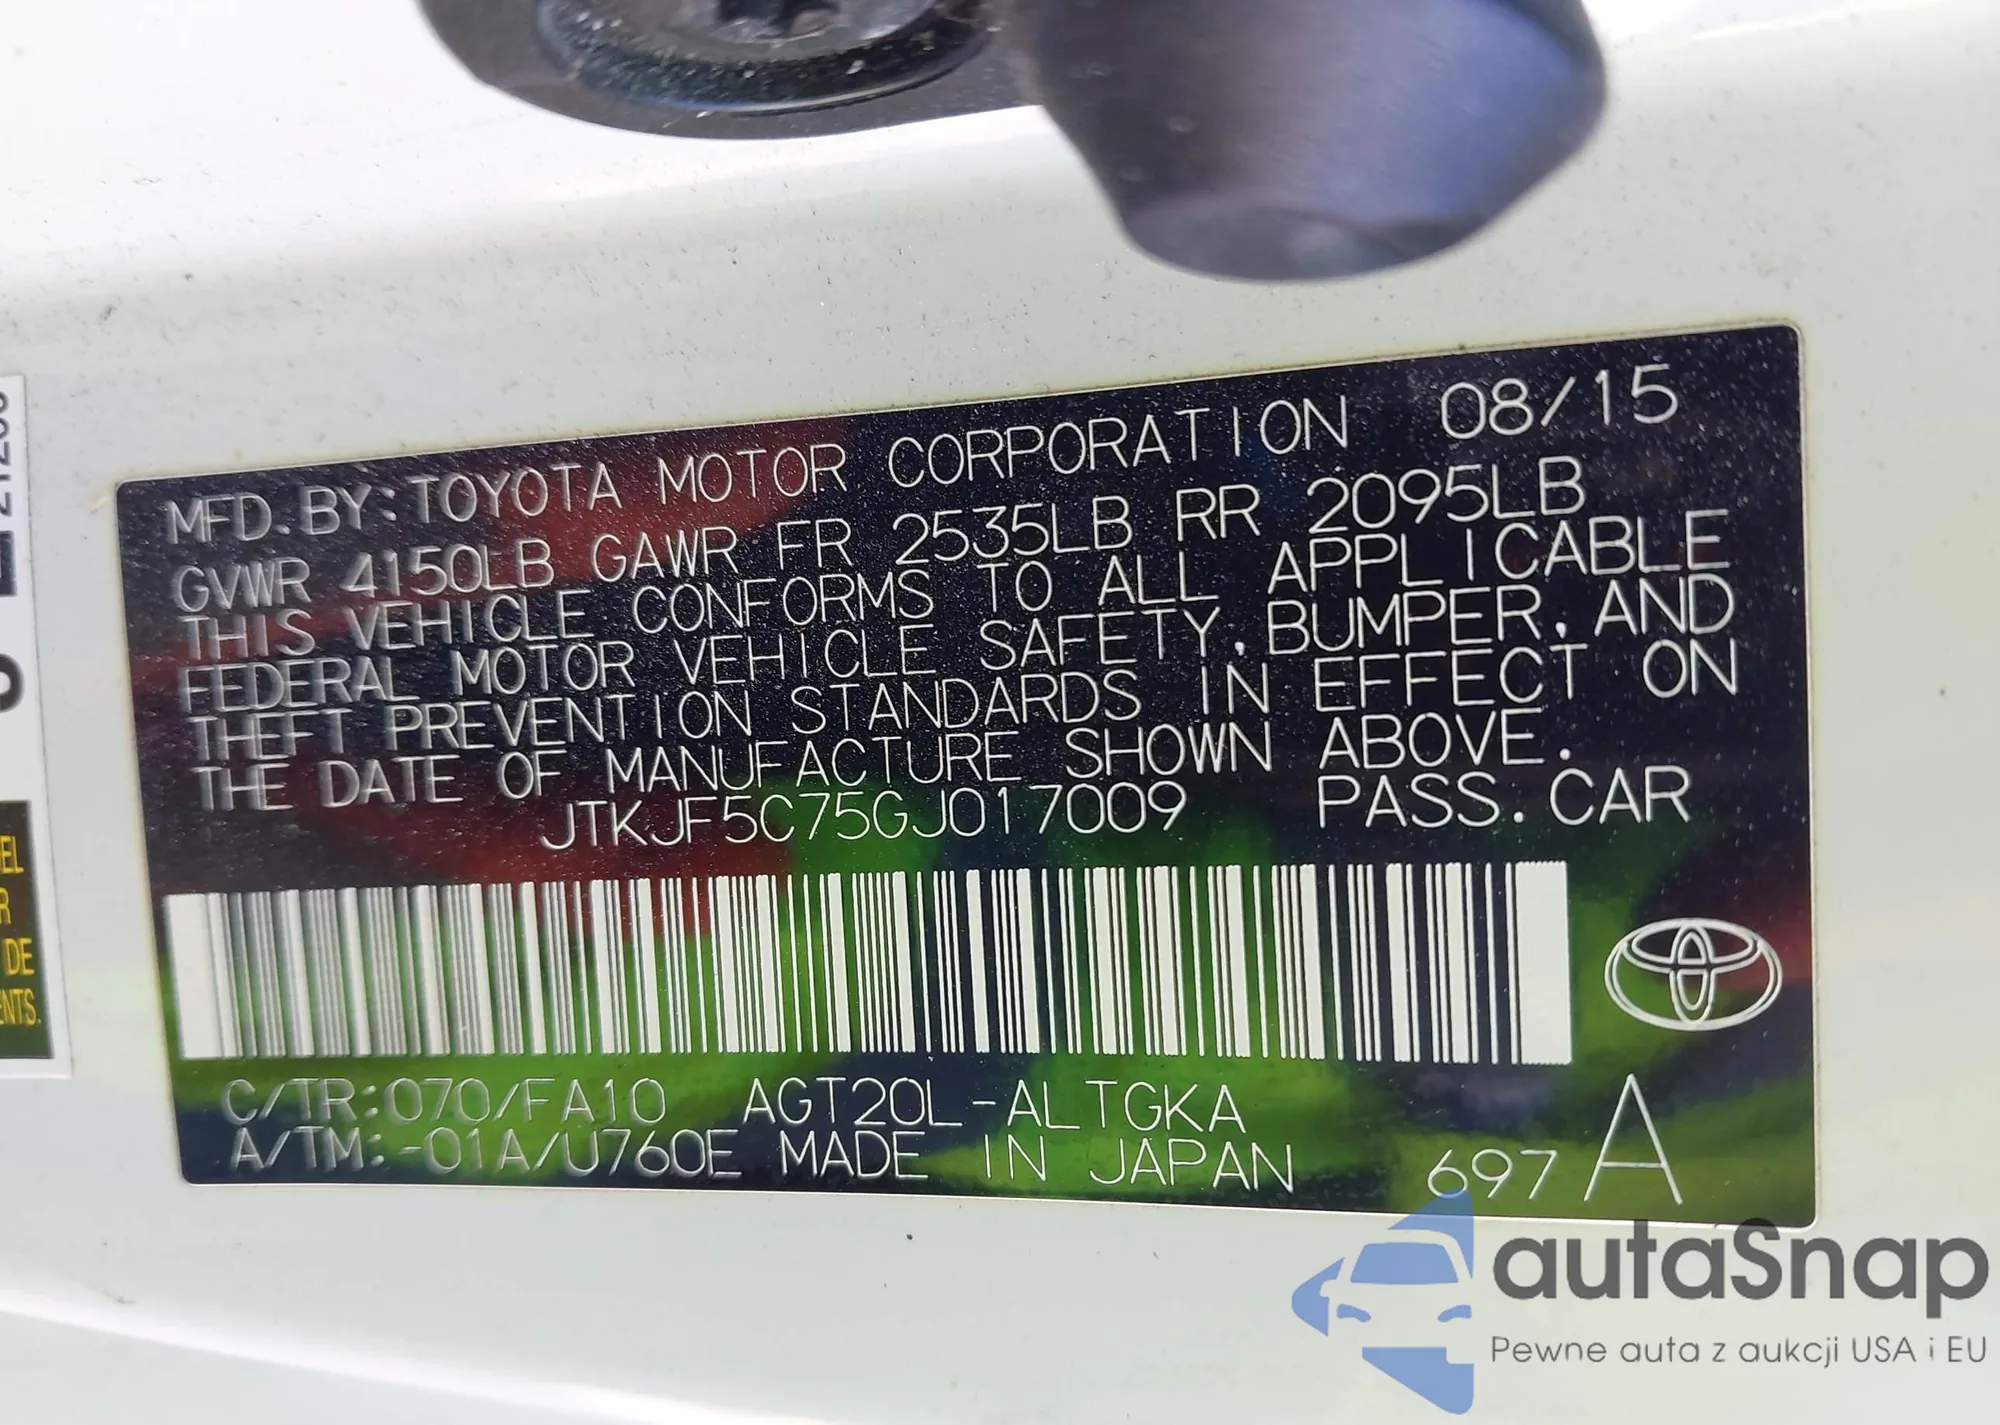 MFD. BY: TOYOTA MOTOR CORPORATION 08/15
GVWR 4150LB GAWR FR 2535LB RR 2095LB
THIS VEHICLE CONFORMS TO ALL APPLICABLE
FEDERAL MOTOR VEHICLE SAFETY, BUMPER, AND
THEFT PREVENTION STANDARDS IN EFFECT ON
THE DATE OF MANUFACTURE SHOWN ABOVE.
JTKJF5C75GJ017009 PASS. CAR
C/TR:070/FA10 AGT20L-ALTGKA
A/TM:-01A/U760E MADE IN JAPAN 697 A
DE
autaSnap
Pewne auta z aukcji USA i EU